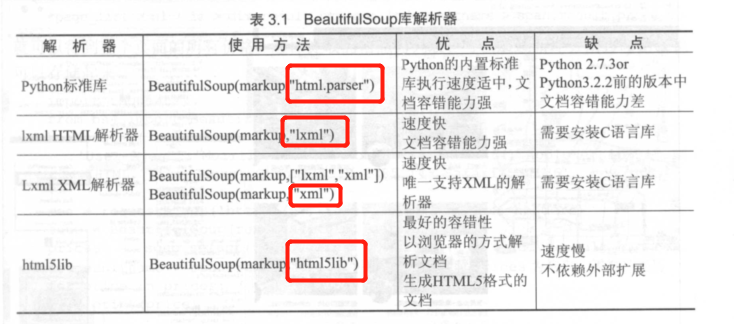 表 3.1 BeautifulSoup库解析器
解 析 器 使 用 方 法 优 点 缺 点
Python标准库 BeautifulSoup(markup,"html.parser") Python的内置标准库执行速度适中,文档容错能力强 Python 2.7.3or Python3.2.2前的版本中文档容错能力差
lxml HTML解析器 BeautifulSoup(markup,"lxml") 速度快 文档容错能力强 需要安装C语言库
Lxml XML解析器 BeautifulSoup(markup,["lxml","xml"]) BeautifulSoup(markup,"xml") 速度快 唯一支持XML的解析器 需要安装C语言库
html5lib BeautifulSoup(markup,"html5lib") 最好的容错性 以浏览器的方式解析文档 生成HTML5格式的文档 速度慢 不依赖外部扩展